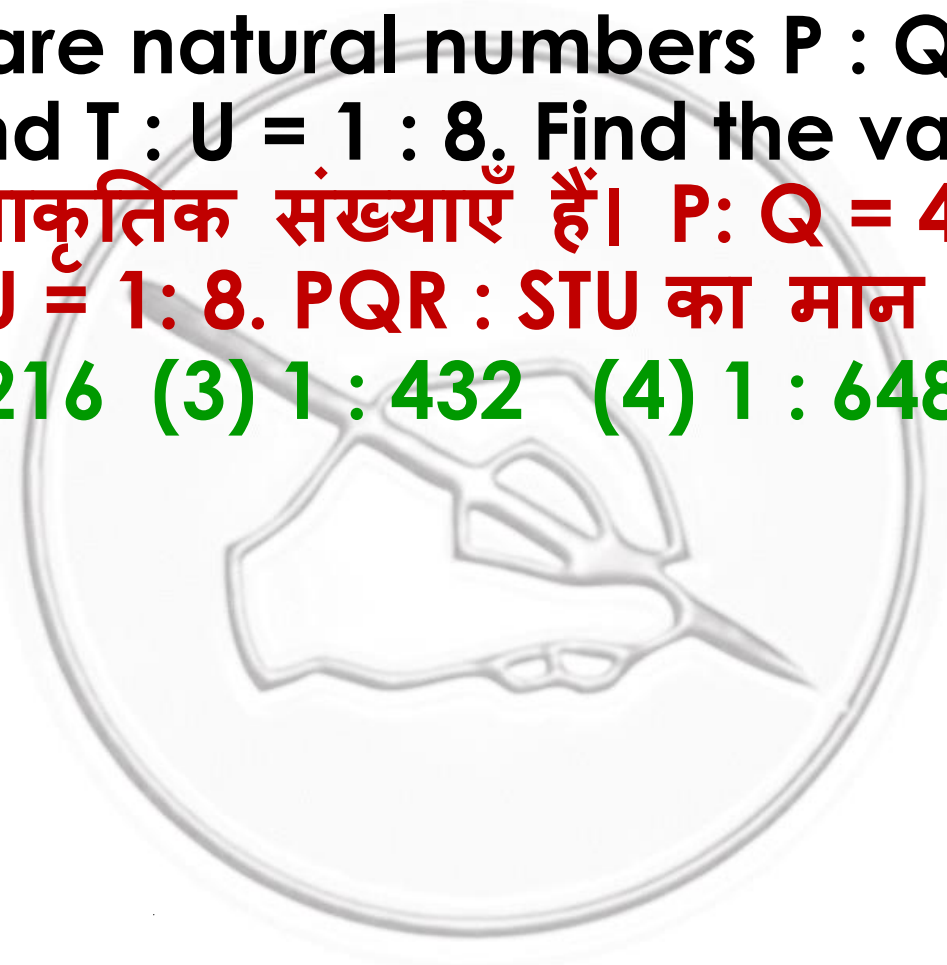 are natural numbers P : Q
nd T : U = 1 : 8. Find the va
ाकृतिक संख्याएँ हैं। P: Q = 4
U = 1: 8. PQR : STU का मान
216 (3) 1 : 432 (4) 1 : 648